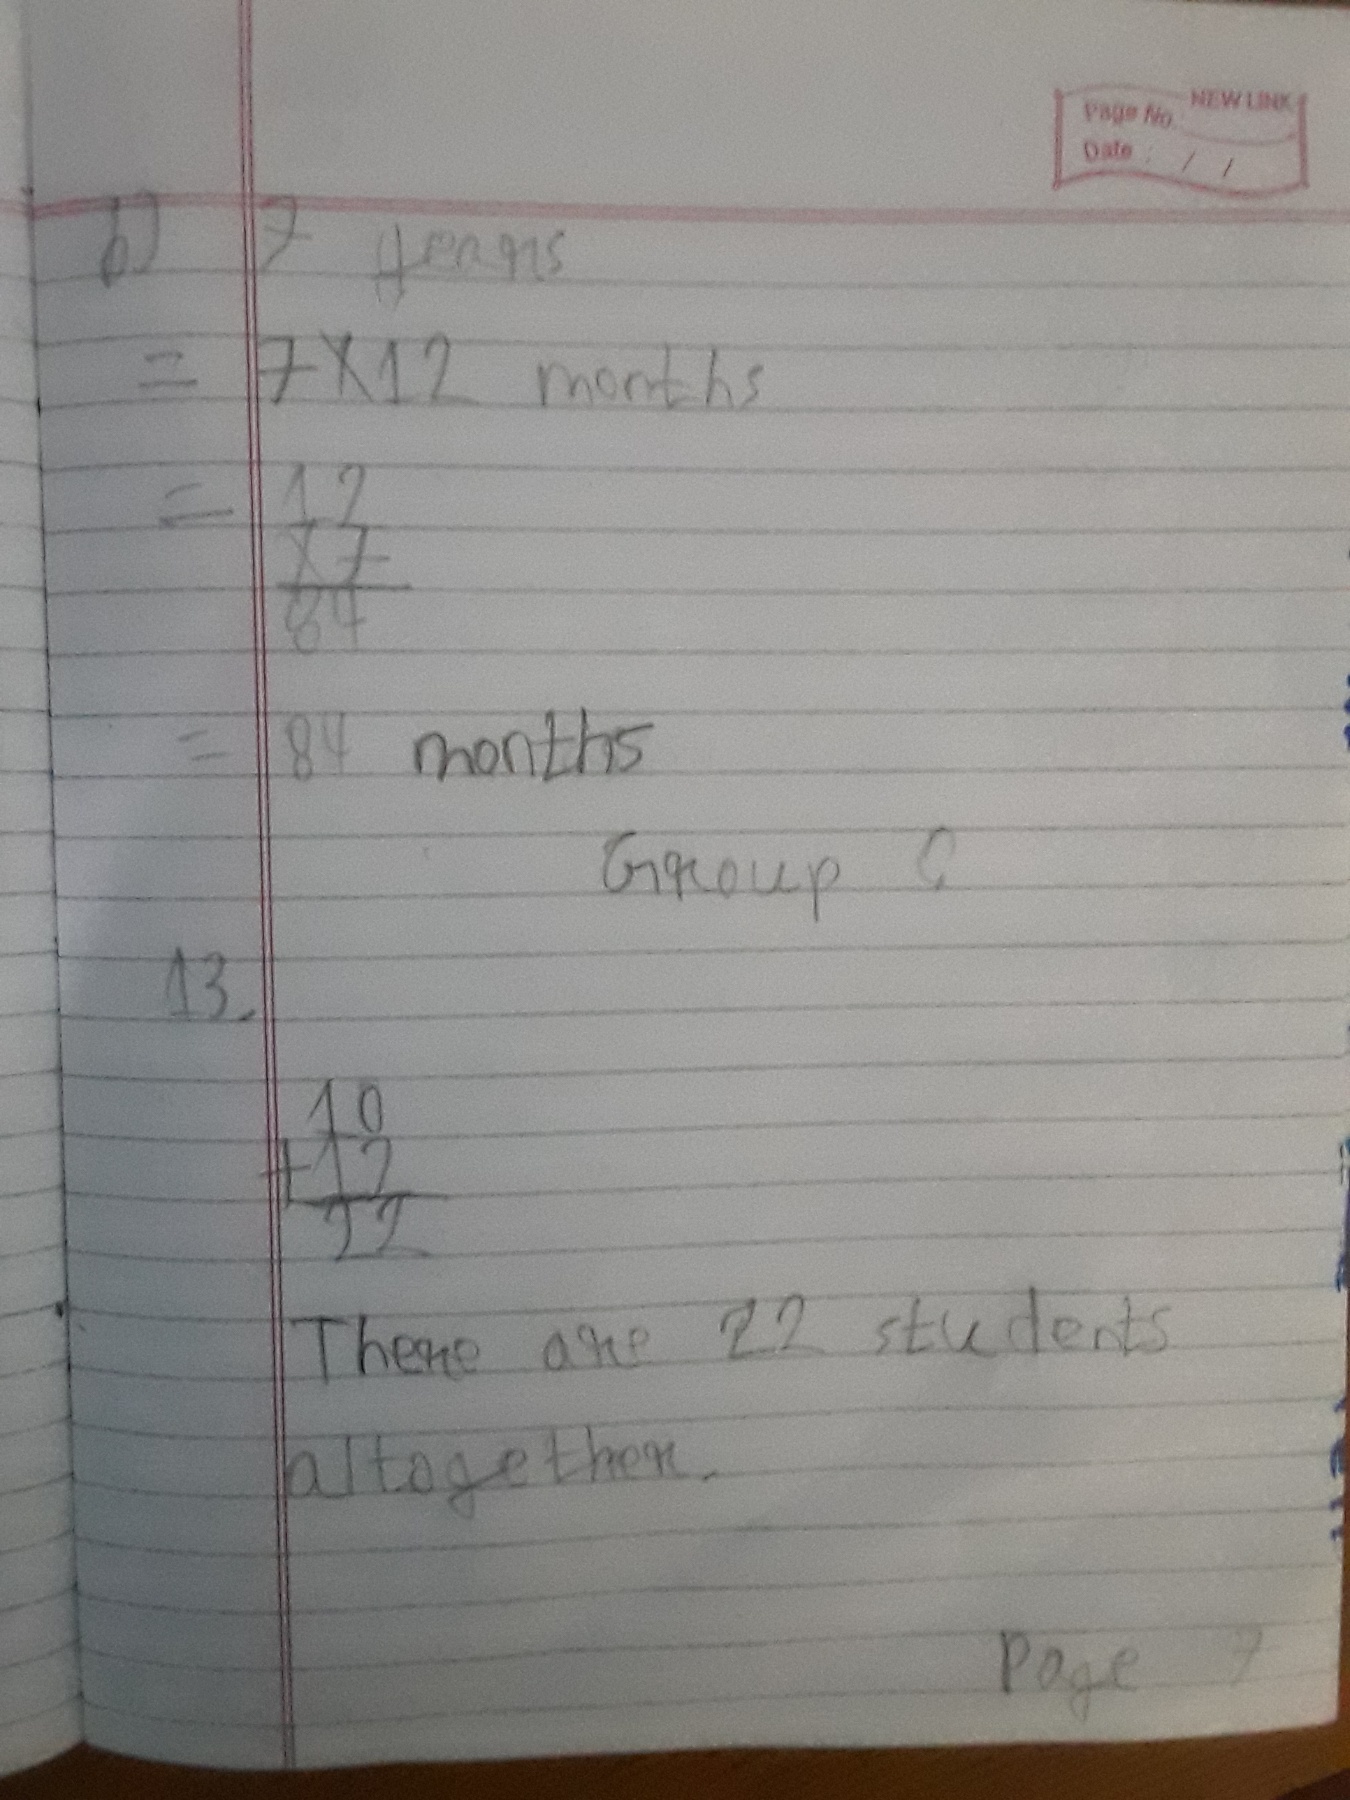 NEW LINK
Page No.
Date : / /
b) 7 years
= 7X12 months
= 12
X7
84
= 84 months
Group C
13.
10
+12
22
There are 22 students
altogether.
Page 7